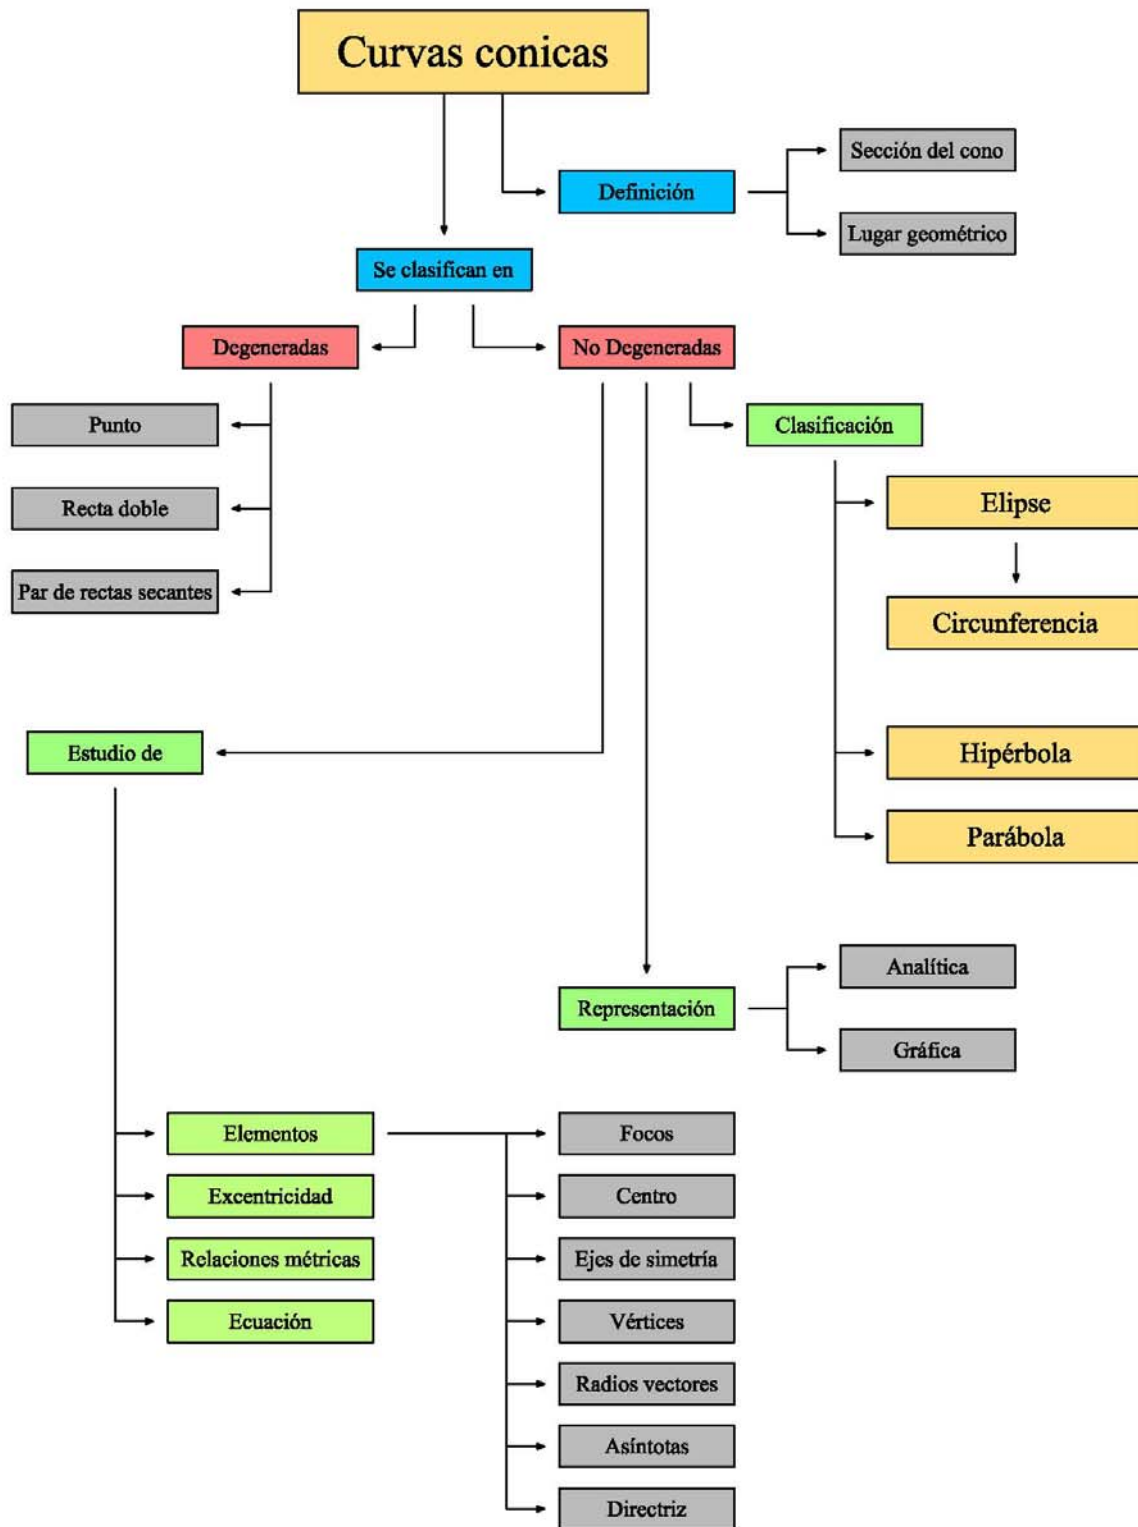 Curvas conicas
Sección del cono
Definición
Lugar geométrico
Se clasifican en
Degeneradas
No Degeneradas
Punto
Clasificación
Recta doble
Elipse
Par de rectas secantes
Circunferencia
Estudio de
Hipérbola
Parábola
Analítica
Representación
Gráfica
Elementos
Focos
Excentricidad
Centro
Relaciones métricas
Ejes de simetría
Ecuación
Vértices
Radios vectores
Asíntotas
Directriz